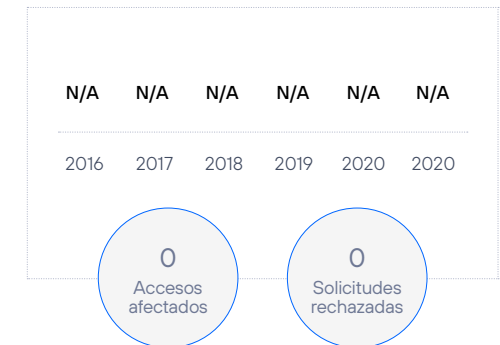 N/A N/A N/A N/A N/A N/A
2016 2017 2018 2019 2020 2020
0 0
Accesos Solicitudes
afectados rechazadas